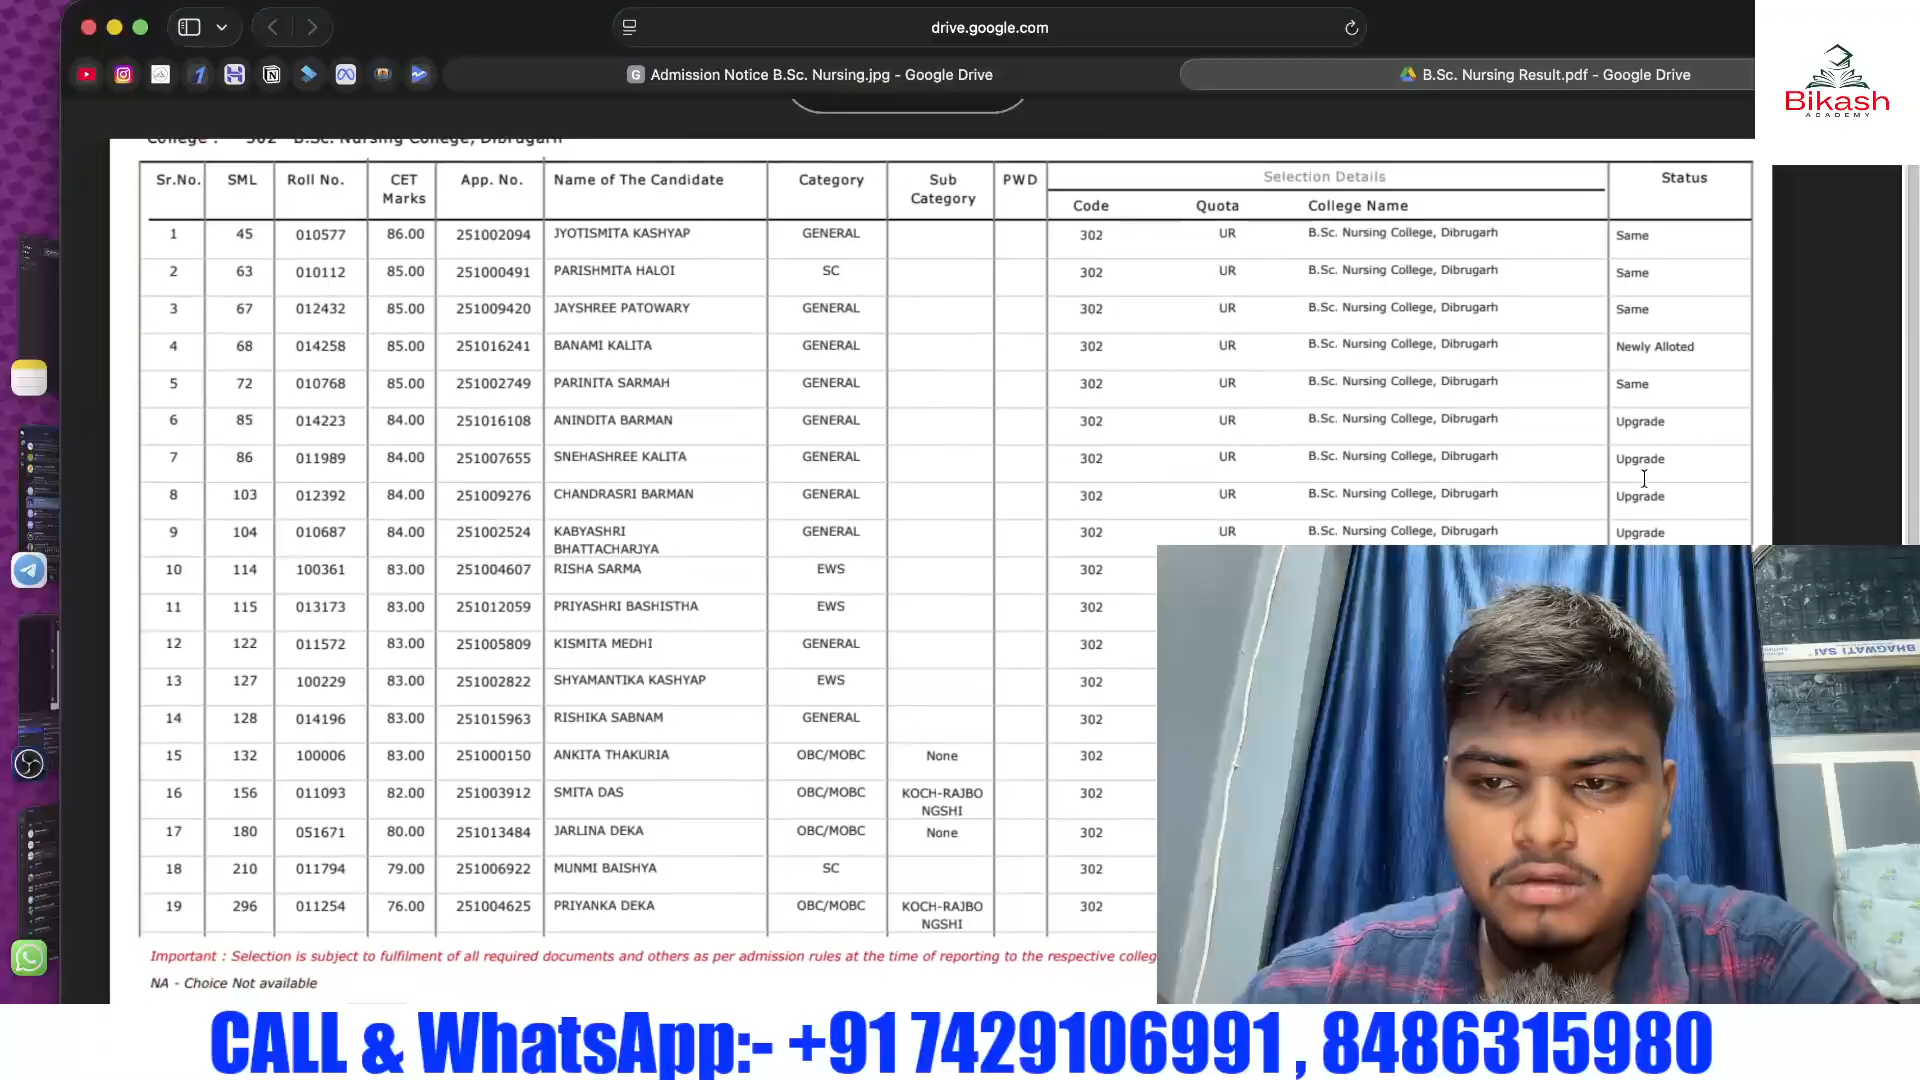 drive.google.com
Admission Notice B.Sc. Nursing.jpg - Google Drive
B.Sc. Nursing Result.pdf - Google Drive
Bikash
ACADEMY
College : 302 B.Sc. Nursing College, Dibrugarh
Sr.No. SML Roll No. CET Marks App. No. Name of The Candidate Category Sub Category PWD Selection Details Status
Code Quota College Name
1 45 010577 86.00 251002094 JYOTISMITA KASHYAP GENERAL 302 UR B.Sc. Nursing College, Dibrugarh Same
2 63 010112 85.00 251000491 PARISHMITA HALOI SC 302 UR B.Sc. Nursing College, Dibrugarh Same
3 67 012432 85.00 251009420 JAYSHREE PATOWARY GENERAL 302 UR B.Sc. Nursing College, Dibrugarh Same
4 68 014258 85.00 251016241 BANAMI KALITA GENERAL 302 UR B.Sc. Nursing College, Dibrugarh Newly Alloted
5 72 010768 85.00 251002749 PARINITA SARMAH GENERAL 302 UR B.Sc. Nursing College, Dibrugarh Same
6 85 014223 84.00 251016108 ANINDITA BARMAN GENERAL 302 UR B.Sc. Nursing College, Dibrugarh Upgrade
7 86 011989 84.00 251007655 SNEHASHREE KALITA GENERAL 302 UR B.Sc. Nursing College, Dibrugarh Upgrade
8 103 012392 84.00 251009276 CHANDRASRI BARMAN GENERAL 302 UR B.Sc. Nursing College, Dibrugarh Upgrade
9 104 010687 84.00 251002524 KABYASHRI BHATTACHARJYA GENERAL 302 UR B.Sc. Nursing College, Dibrugarh Upgrade
10 114 100361 83.00 251004607 RISHA SARMA EWS 302
11 115 013173 83.00 251012059 PRIYASHRI BASHISTHA EWS 302
12 122 011572 83.00 251005809 KISMITA MEDHI GENERAL 302
13 127 100229 83.00 251002822 SHYAMANTIKA KASHYAP EWS 302
14 128 014196 83.00 251015963 RISHIKA SABNAM GENERAL 302
15 132 100006 83.00 251000150 ANKITA THAKURIA OBC/MOBC None 302
16 156 011093 82.00 251003912 SMITA DAS OBC/MOBC KOCH-RAJBO NGSHI 302
17 180 051671 80.00 251013484 JARLINA DEKA OBC/MOBC None 302
18 210 011794 79.00 251006922 MUNMI BAISHYA SC 302
19 296 011254 76.00 251004625 PRIYANKA DEKA OBC/MOBC KOCH-RAJBO NGSHI 302
Important : Selection is subject to fulfilment of all required documents and others as per admission rules at the time of reporting to the respective colleg
NA - Choice Not available
BHAGWATI SAI
CALL & WhatsApp:- +91 7429106991 , 8486315980